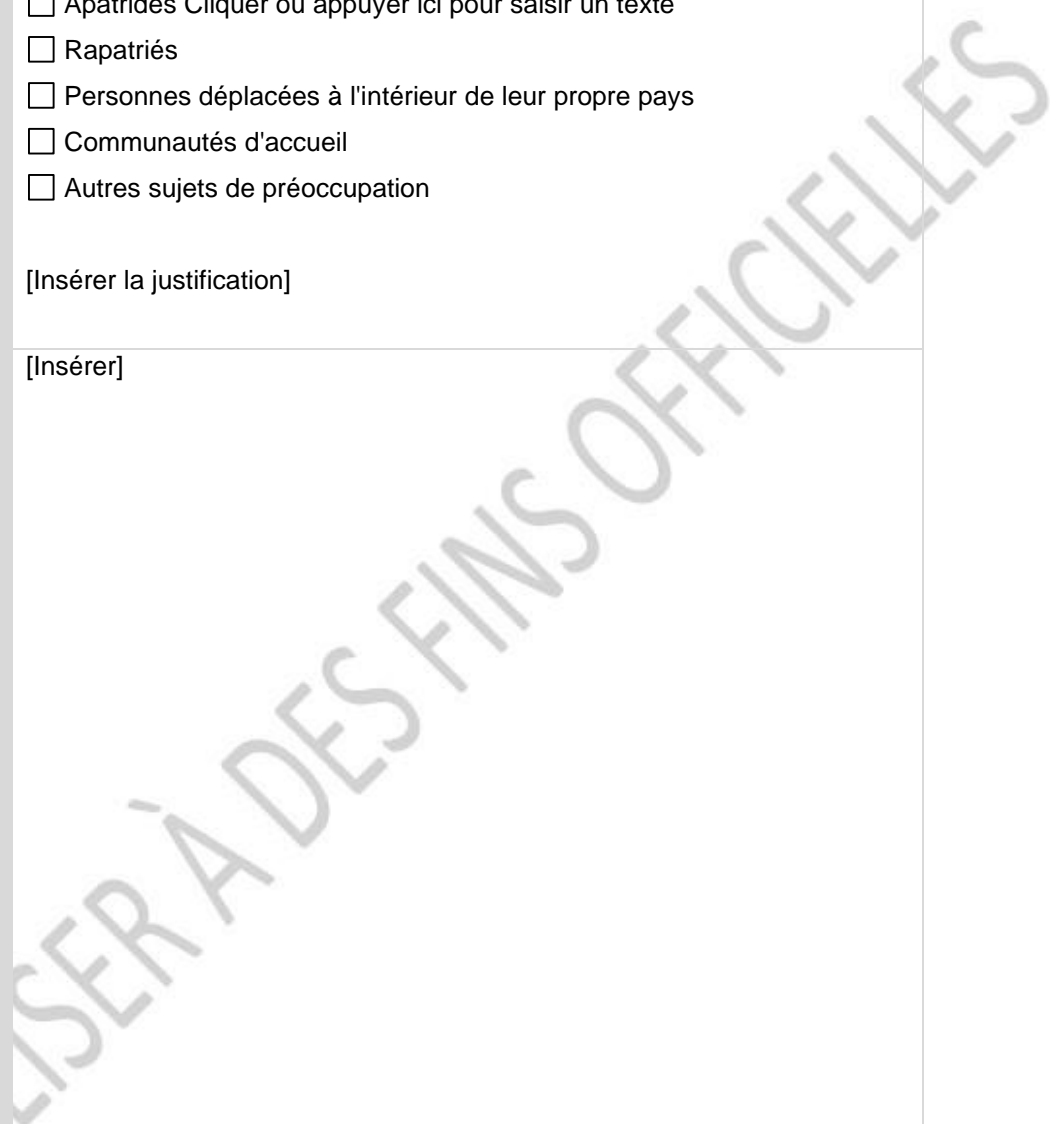 Apatrides Cliquer ou appuyer ici pour saisir un texte
Rapatriés
Personnes déplacées à l'intérieur de leur propre pays
Communautés d'accueil
Autres sujets de préoccupation
[Insérer la justification]
[Insérer]
À DES FINS OFFICIELLES